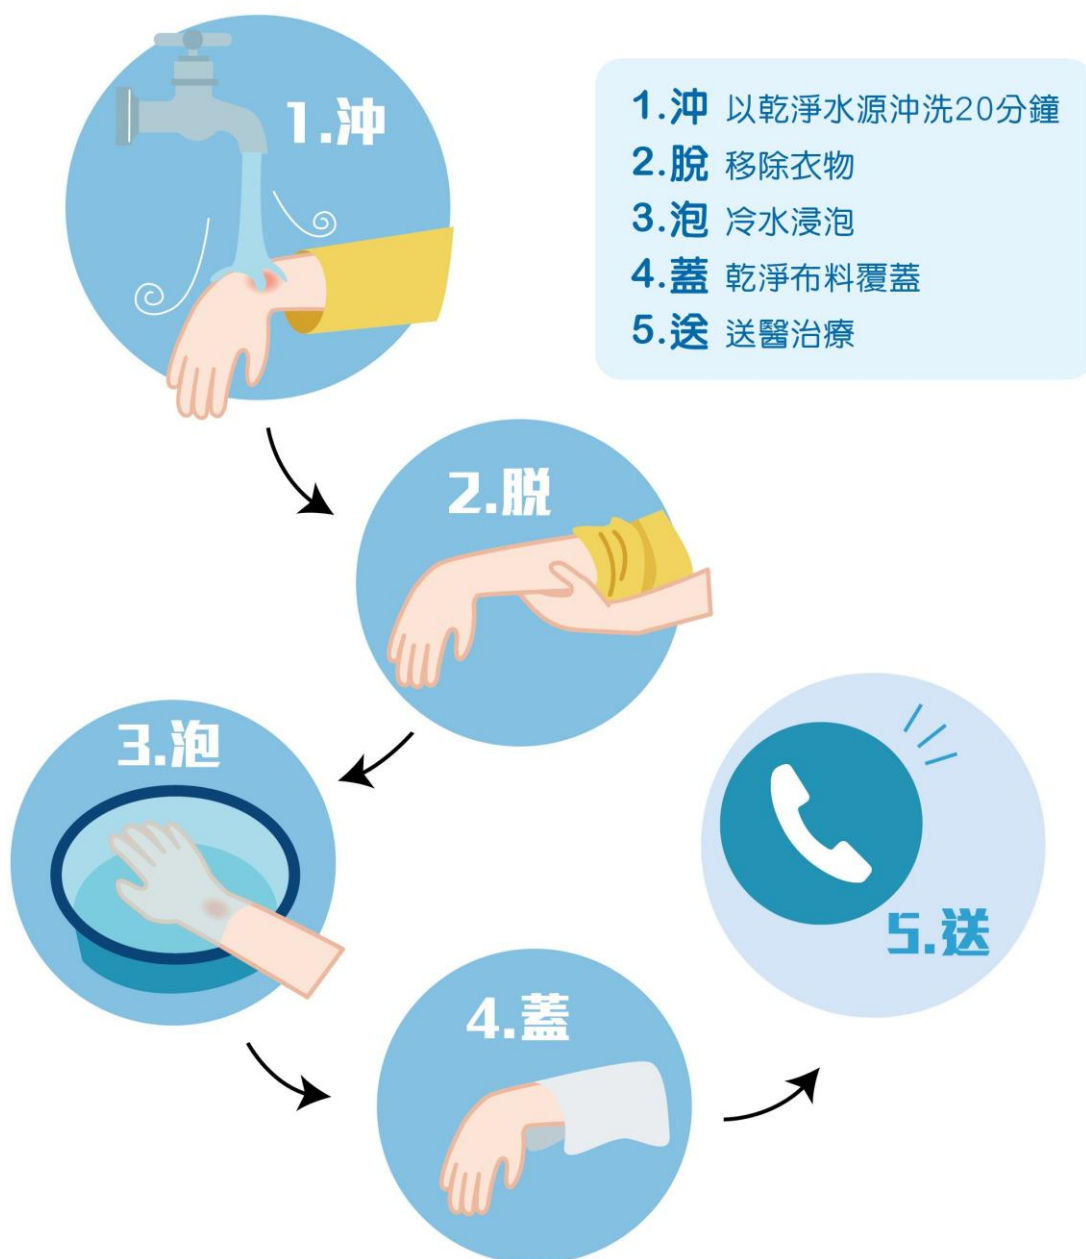 1.沖
1.沖 以乾淨水源沖洗20分鐘
2.脫 移除衣物
3.泡 冷水浸泡
4.蓋 乾淨布料覆蓋
5.送 送醫治療
2.脫
3.泡
5.送
4.蓋